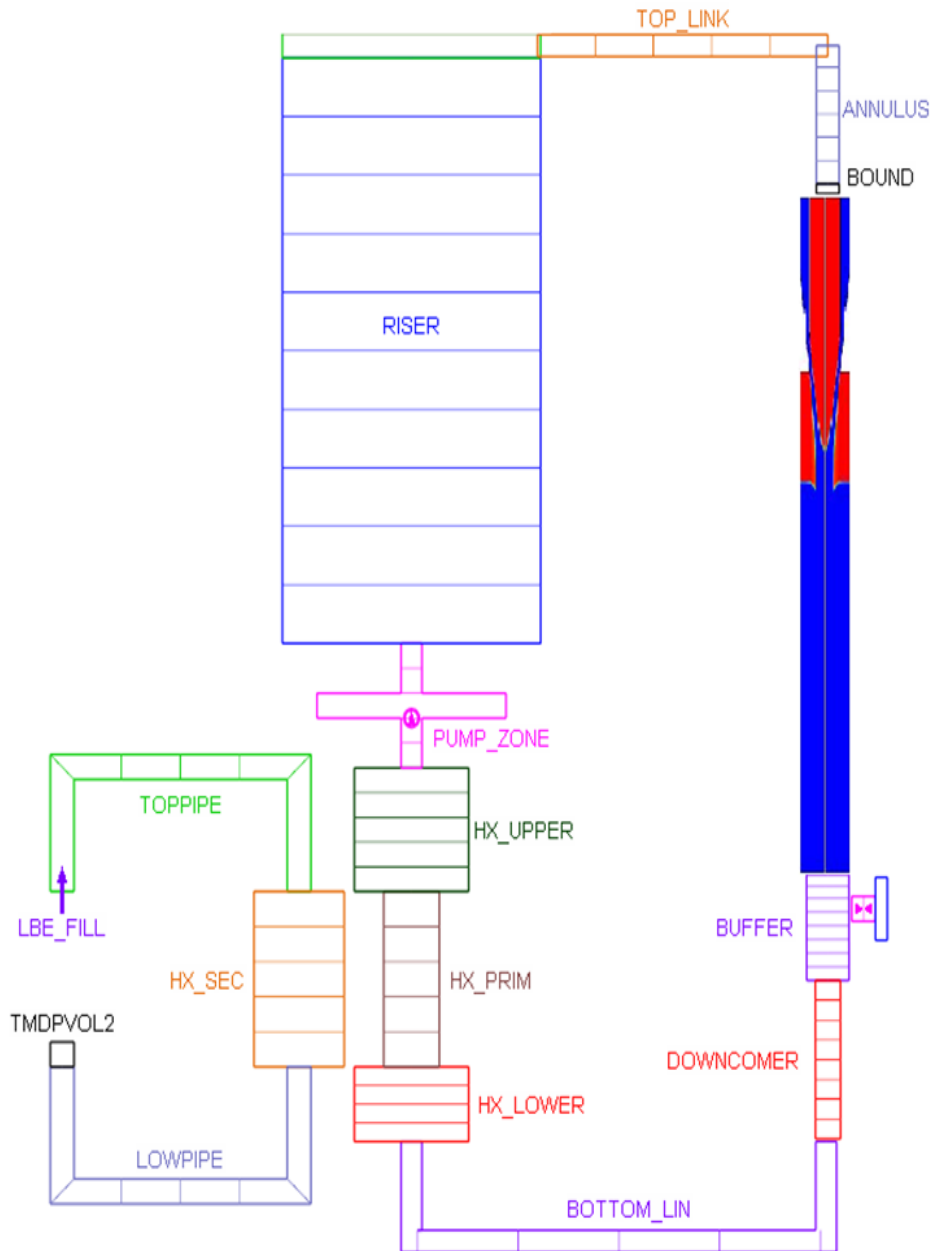 TOP_LINK
ANNULUS
BOUND
RISER
PUMP_ZONE
TOPPIPE
HX_UPPER
LBE_FILL
BUFFER
HX_SEC
HX_PRIM
TMDPVOL2
DOWNCOMER
HX_LOWER
LOWPIPE
BOTTOM_LIN